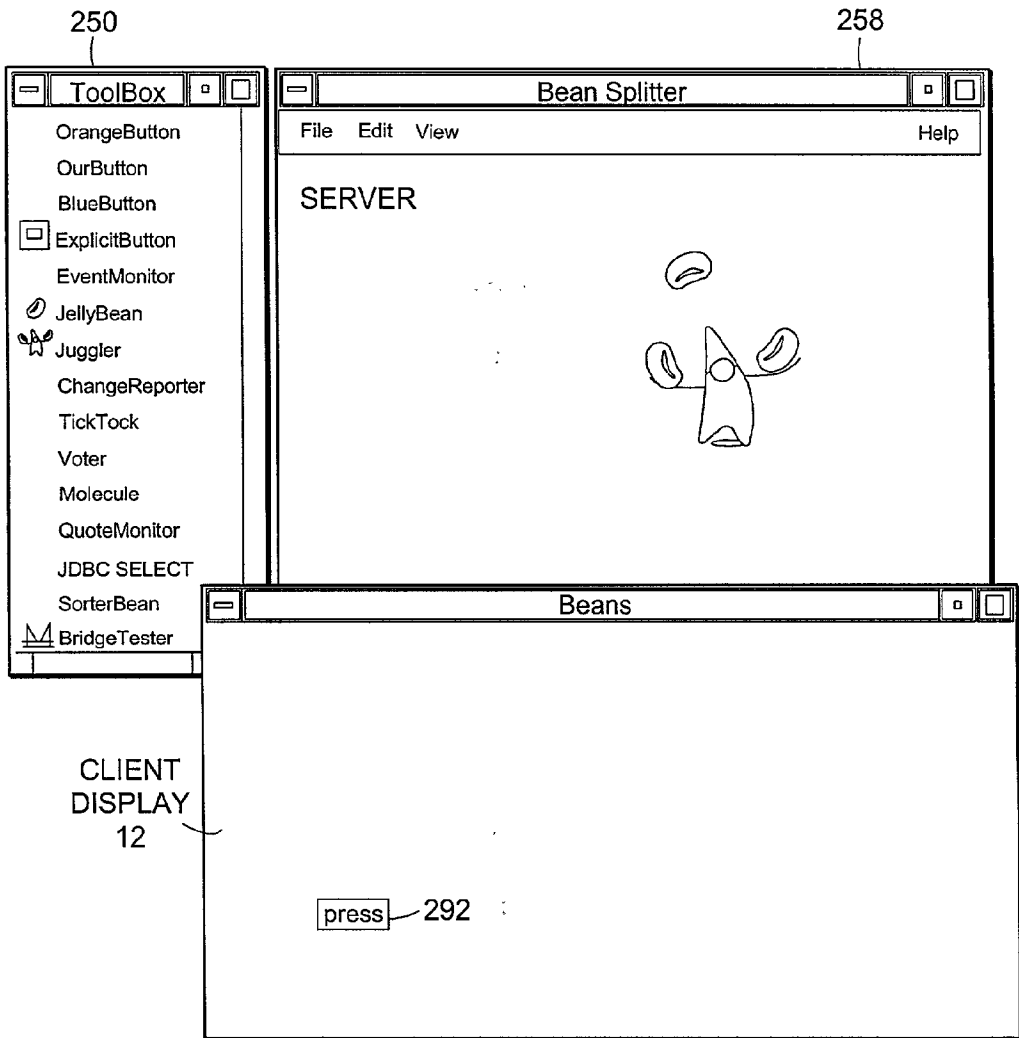 250
258
ToolBox
OrangeButton
OurButton
BlueButton
ExplicitButton
EventMonitor
JellyBean
Juggler
ChangeReporter
TickTock
Voter
Molecule
QuoteMonitor
JDBC SELECT
SorterBean
BridgeTester
Bean Splitter
File Edit View Help
SERVER
Beans
CLIENT
DISPLAY
12
press
292